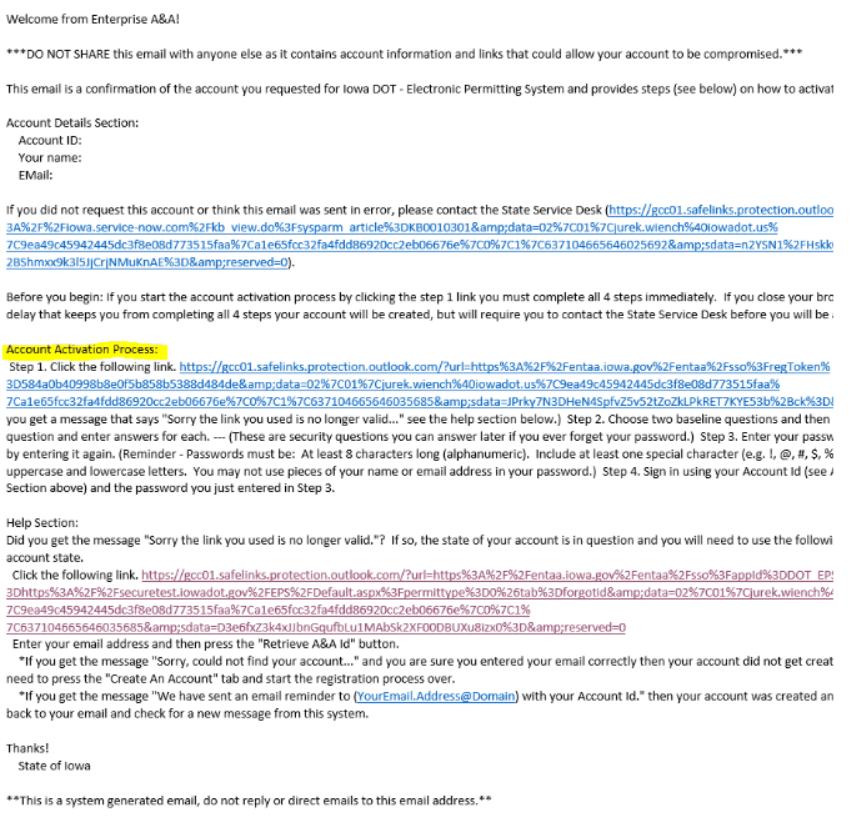 Welcome from Enterprise A&A!
***DO NOT SHARE this email with anyone else as it contains account information and links that could allow your account to be compromised.***
This email is a confirmation of the account you requested for Iowa DOT - Electronic Permitting System and provides steps (see below) on how to activat
Account Details Section:
Account ID:
Your name:
EMail:
If you did not request this account or think this email was sent in error, please contact the State Service Desk (https://gcc01.safelinks.protection.outloo
3A%2F%2Fiowa.service-now.com%2Fkb_view.do%3Fsysparm_article%3DKB0010301&amp;data=02%7C01%7Cjurek.wiench%40iowadot.us%
7C9ea49c45942445dc3f8e08d773515faa%7Ca1e65fcc32fa4fdd86920cc2eb06676e%7C0%7C1%7C637104665646025692&amp;sdata=n2YSN1%2FHskk
2BShmxx9k3l5JjCrjNMuKnAE%3D&amp;reserved=0).
Before you begin: If you start the account activation process by clicking the step 1 link you must complete all 4 steps immediately. If you close your bro
delay that keeps you from completing all 4 steps your account will be created, but will require you to contact the State Service Desk before you will be
Account Activation Process:
Step 1. Click the following link. https://gcc01.safelinks.protection.outlook.com/?url=https%3A%2F%2Fentaa.iowa.gov%2Fentaa%2Fsso%3FregToken%
3D584a0b40998b8e0f5b858b5388d484de&amp;data=02%7C01%7Cjurek.wiench%40iowadot.us%7C9ea49c45942445dc3f8e08d773515faa%
7Ca1e65fcc32fa4fdd86920cc2eb06676e%7C0%7C1%7C637104665646035685&amp;sdata=JPrky7N3DHeN4SpfvZ5v52tZoZkLPkRET7KYE53b%2Bck%3D&
you get a message that says "Sorry the link you used is no longer valid..." see the help section below.) Step 2. Choose two baseline questions and then
question and enter answers for each. --- (These are security questions you can answer later if you ever forget your password.) Step 3. Enter your passw
by entering it again. (Reminder - Passwords must be: At least 8 characters long (alphanumeric). Include at least one special character (e.g. !, @, #, $, %
uppercase and lowercase letters. You may not use pieces of your name or email address in your password.) Step 4. Sign in using your Account Id (see A
Section above) and the password you just entered in Step 3.
Help Section:
Did you get the message "Sorry the link you used is no longer valid."? If so, the state of your account is in question and you will need to use the followi
account state.
Click the following link. https://gcc01.safelinks.protection.outlook.com/?url=https%3A%2F%2Fentaa.iowa.gov%2Fentaa%2Fsso%3FappId%3DDOT_EPS
3Dhttps%3A%2F%2Fsecuretest.iowadot.gov%2FEPS%2FDefault.aspx%3Fpermittype%3D0%26tab%3Dforgotid&amp;data=02%7C01%7Cjurek.wiench%4
7C9ea49c45942445dc3f8e08d773515faa%7Ca1e65fcc32fa4fdd86920cc2eb06676e%7C0%7C1%
7C637104665646035685&amp;sdata=D3e6fxZ3k4xJJbnGqufbLu1MAbSk2XF00DBUXu8izx0%3D&amp;reserved=0
Enter your email address and then press the "Retrieve A&A Id" button.
*If you get the message "Sorry, could not find your account..." and you are sure you entered your email correctly then your account did not get creat
need to press the "Create An Account" tab and start the registration process over.
*If you get the message "We have sent an email reminder to (YourEmail.Address@Domain) with your Account Id." then your account was created an
back to your email and check for a new message from this system.
Thanks!
State of Iowa
**This is a system generated email, do not reply or direct emails to this email address.**